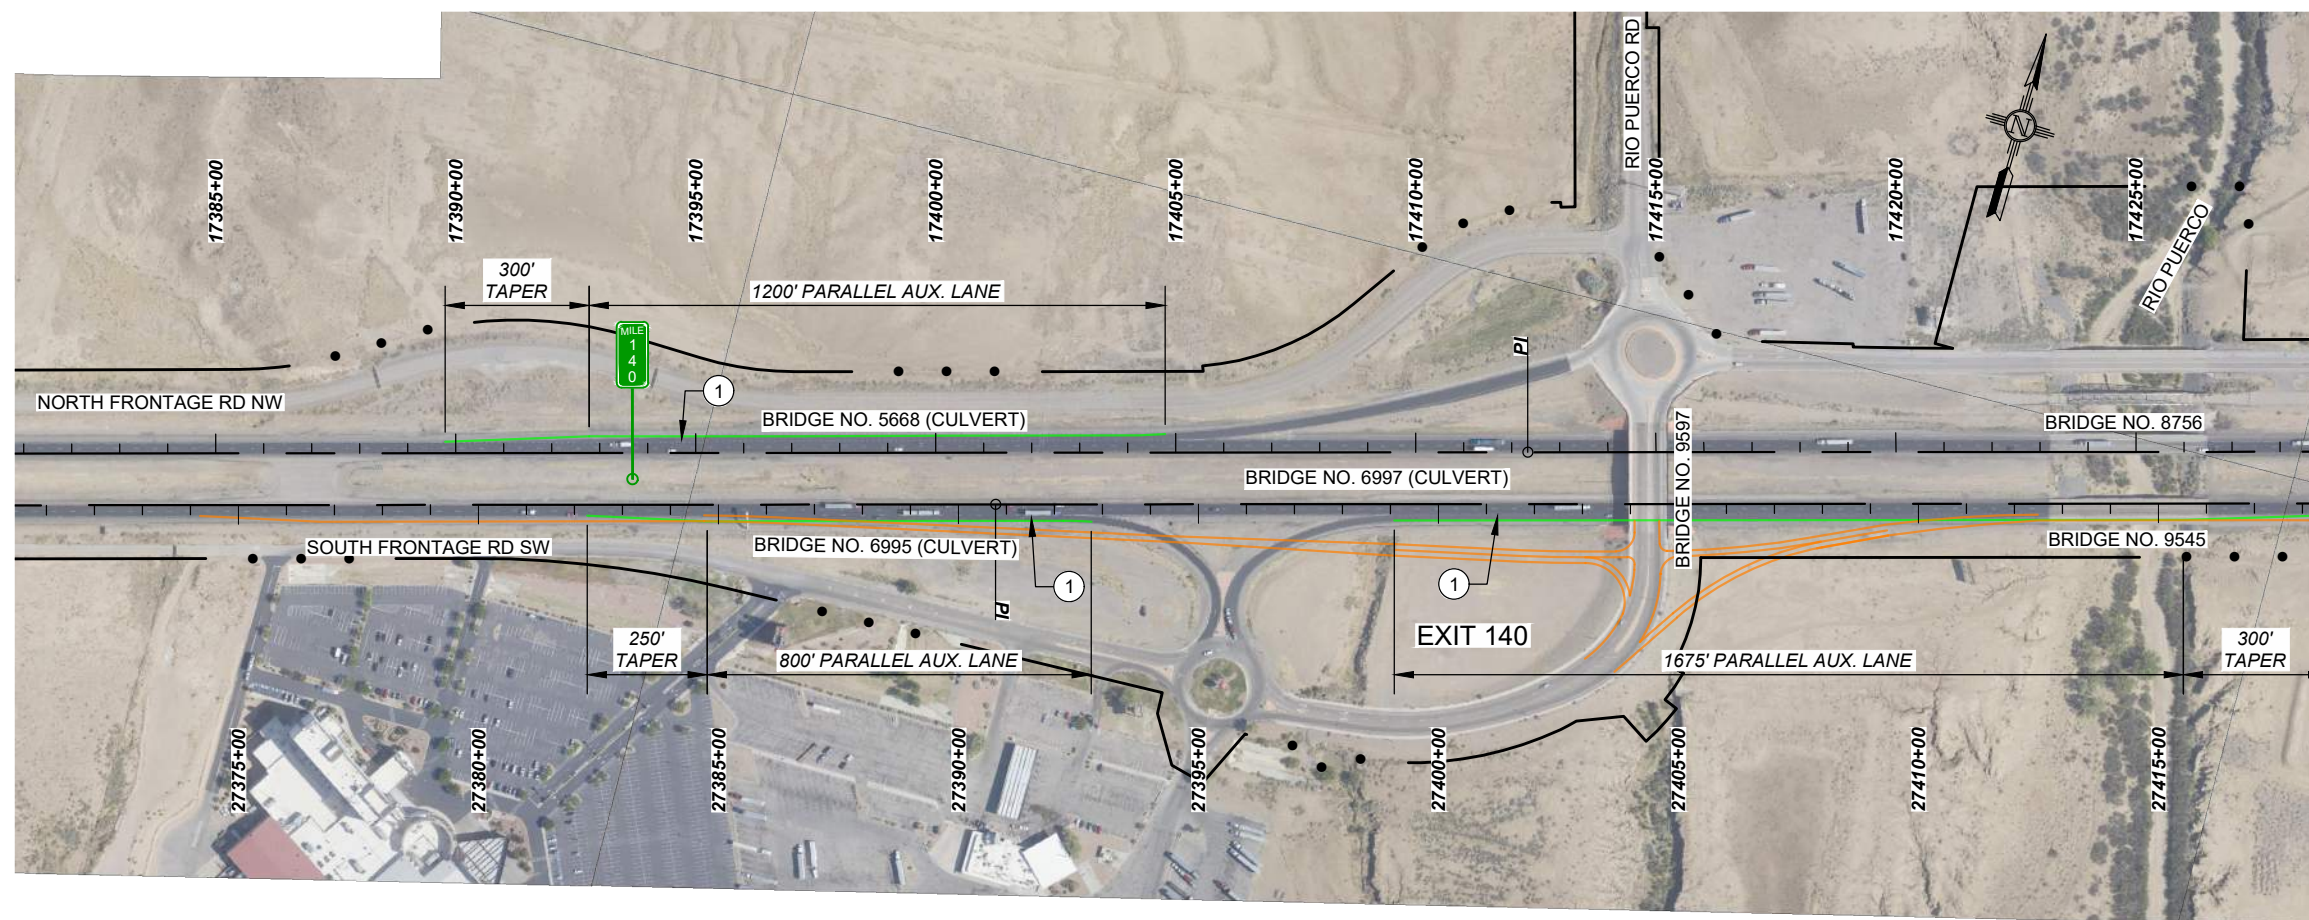 RIO PUERCO RD
N
17385+00
17390+00
17395+00
17400+00
17405+00
17410+00
17415+00
17420+00
17425+00
RIO PUERCO
300'
TAPER
1200' PARALLEL AUX. LANE
MILE
1
4
0
PI
1
NORTH FRONTAGE RD NW
BRIDGE NO. 5668 (CULVERT)
BRIDGE NO. 8756
BRIDGE NO. 6997 (CULVERT)
BRIDGE NO. 9597
SOUTH FRONTAGE RD SW
BRIDGE NO. 6995 (CULVERT)
BRIDGE NO. 9545
1
1
PI
EXIT 140
250'
TAPER
800' PARALLEL AUX. LANE
1675' PARALLEL AUX. LANE
300'
TAPER
27375+00
27380+00
27385+00
27390+00
27395+00
27400+00
27405+00
27410+00
27415+00